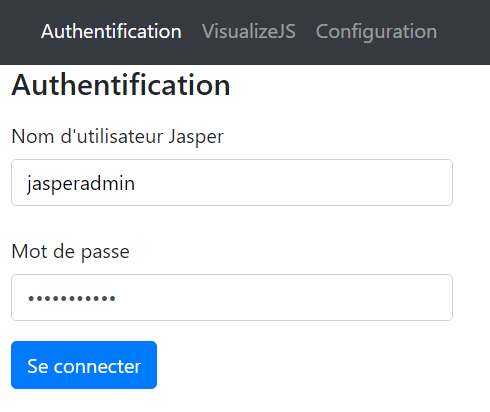 Authentification VisualizeJS Configuration
Authentification
Nom d'utilisateur Jasper
jasperadmin
Mot de passe
•••••••••••
Se connecter